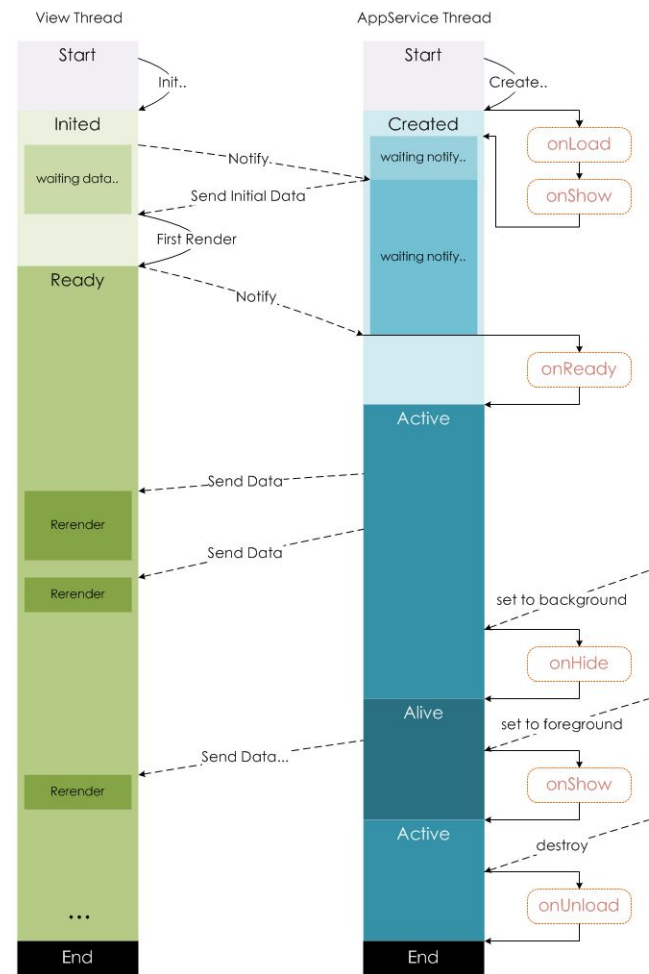 View Thread
AppService Thread
Start
Start
Init..
Create..
Inited
Created
onLoad
waiting data..
Notify
waiting notify..
Send Initial Data
onShow
First Render
waiting notify..
Ready
Notify
onReady
Active
Send Data
Rerender
Send Data
Rerender
set to background
onHide
Alive
set to foreground
Send Data...
onShow
Rerender
Active
destroy
onUnload
...
End
End